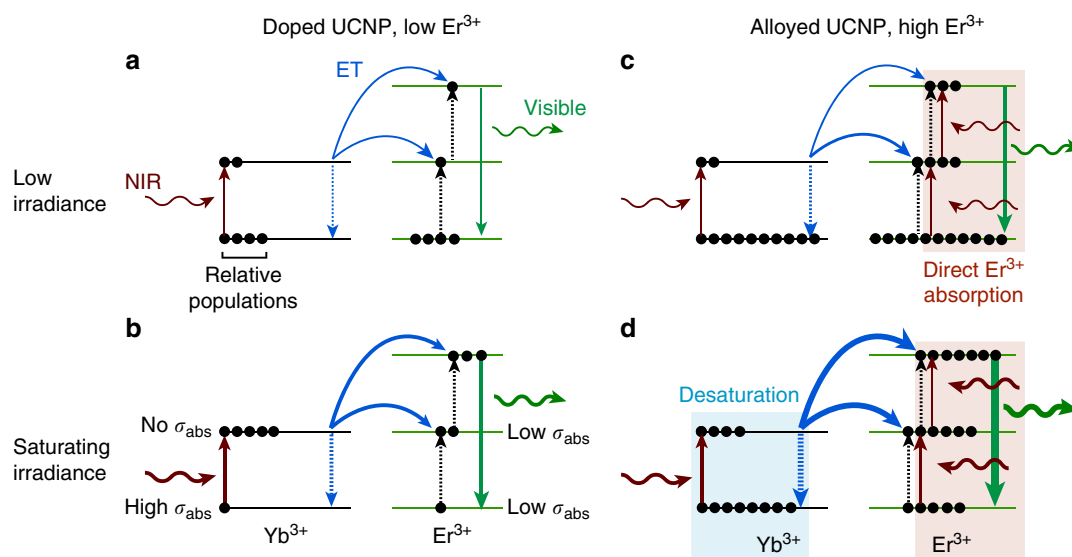 Doped UCNP, low Er³⁺
Alloyed UCNP, high Er³⁺
a
ET
Visible
NIR
Low
irradiance
Relative
populations
c
Direct Er³⁺
absorption
b
No σabs
Low σabs
Saturating
irradiance
High σabs
Low σabs
Yb³⁺
Er³⁺
d
Desaturation
Yb³⁺
Er³⁺